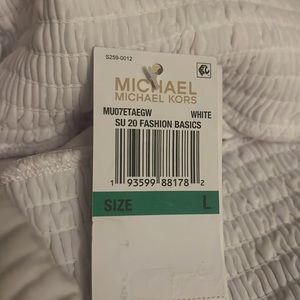 S259-0012
MICHAEL
MICHAEL KORS
MU07ETAEGW WHITE
SU 20 FASHION BASICS
1 93599 88178 2
SIZE L